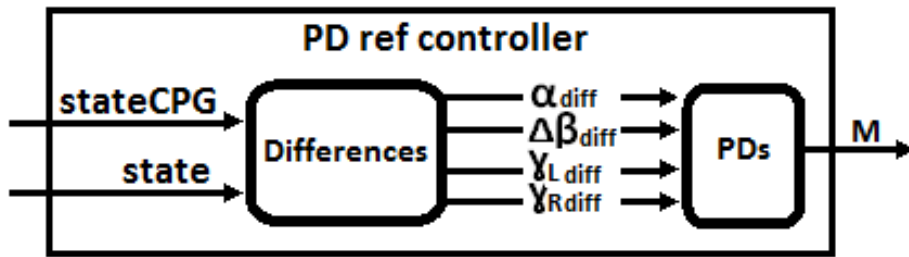 PD ref controller
stateCPG
state
Differences
αdiff
Δβdiff
γL diff
γRdiff
PDs
M